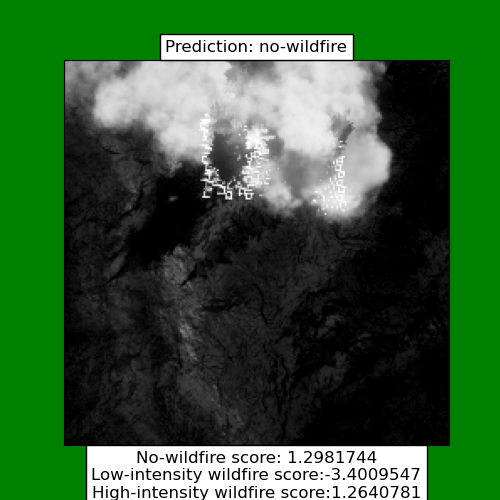 Prediction: no-wildfire
No-wildfire score: 1.2981744
Low-intensity wildfire score:-3.4009547
High-intensity wildfire score:1.2640781